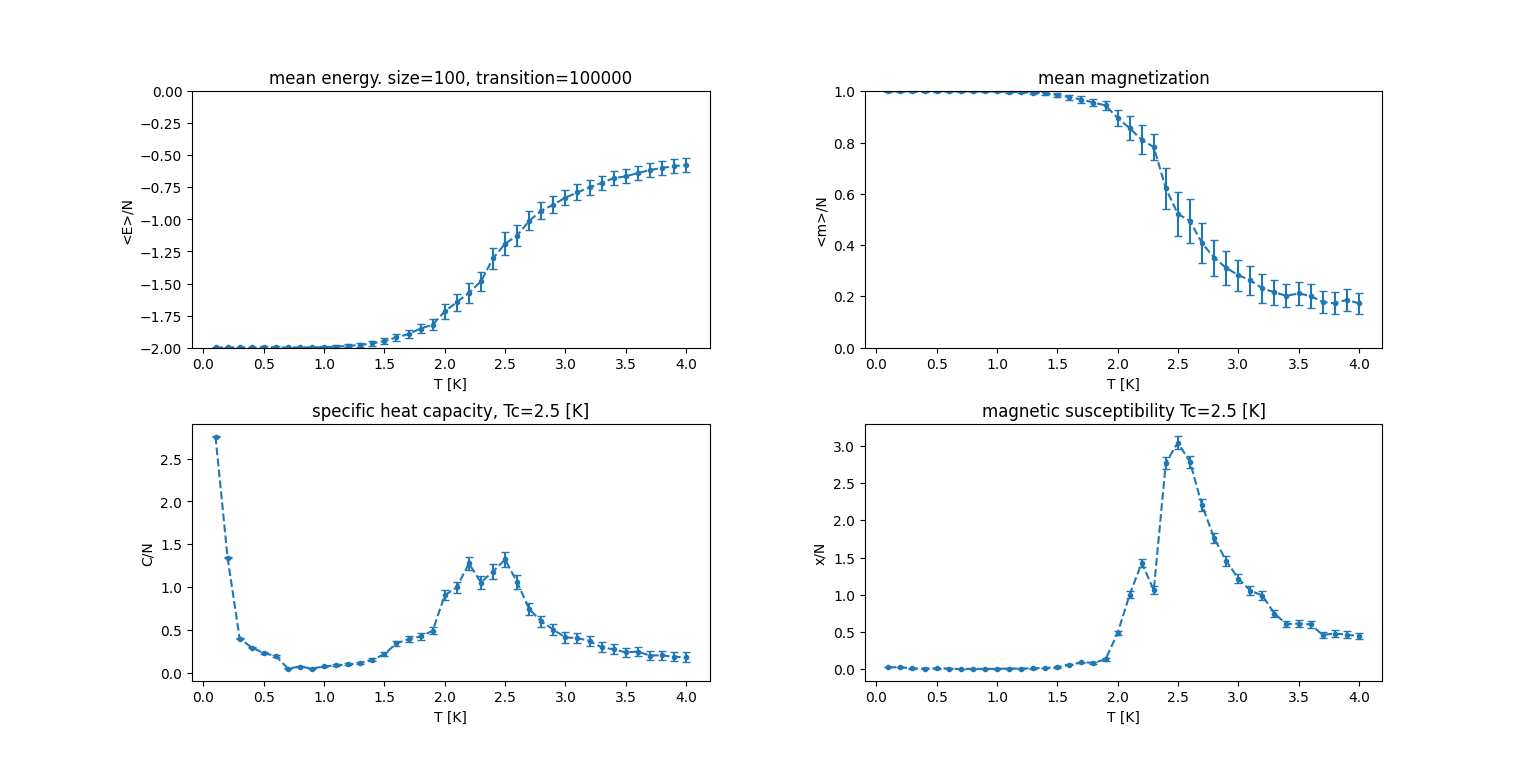 mean energy. size=100, transition=100000
0.00
−0.25
−0.50
−0.75
−1.00
−1.25
−1.50
−1.75
−2.00
<E>/N
0.0 0.5 1.0 1.5 2.0 2.5 3.0 3.5 4.0
T [K]
mean magnetization
1.0
0.8
0.6
0.4
0.2
0.0
<m>/N
0.0 0.5 1.0 1.5 2.0 2.5 3.0 3.5 4.0
T [K]
specific heat capacity, Tc=2.5 [K]
2.5
2.0
1.5
1.0
0.5
0.0
C/N
0.0 0.5 1.0 1.5 2.0 2.5 3.0 3.5 4.0
T [K]
magnetic susceptibility Tc=2.5 [K]
3.0
2.5
2.0
1.5
1.0
0.5
0.0
x/N
0.0 0.5 1.0 1.5 2.0 2.5 3.0 3.5 4.0
T [K]